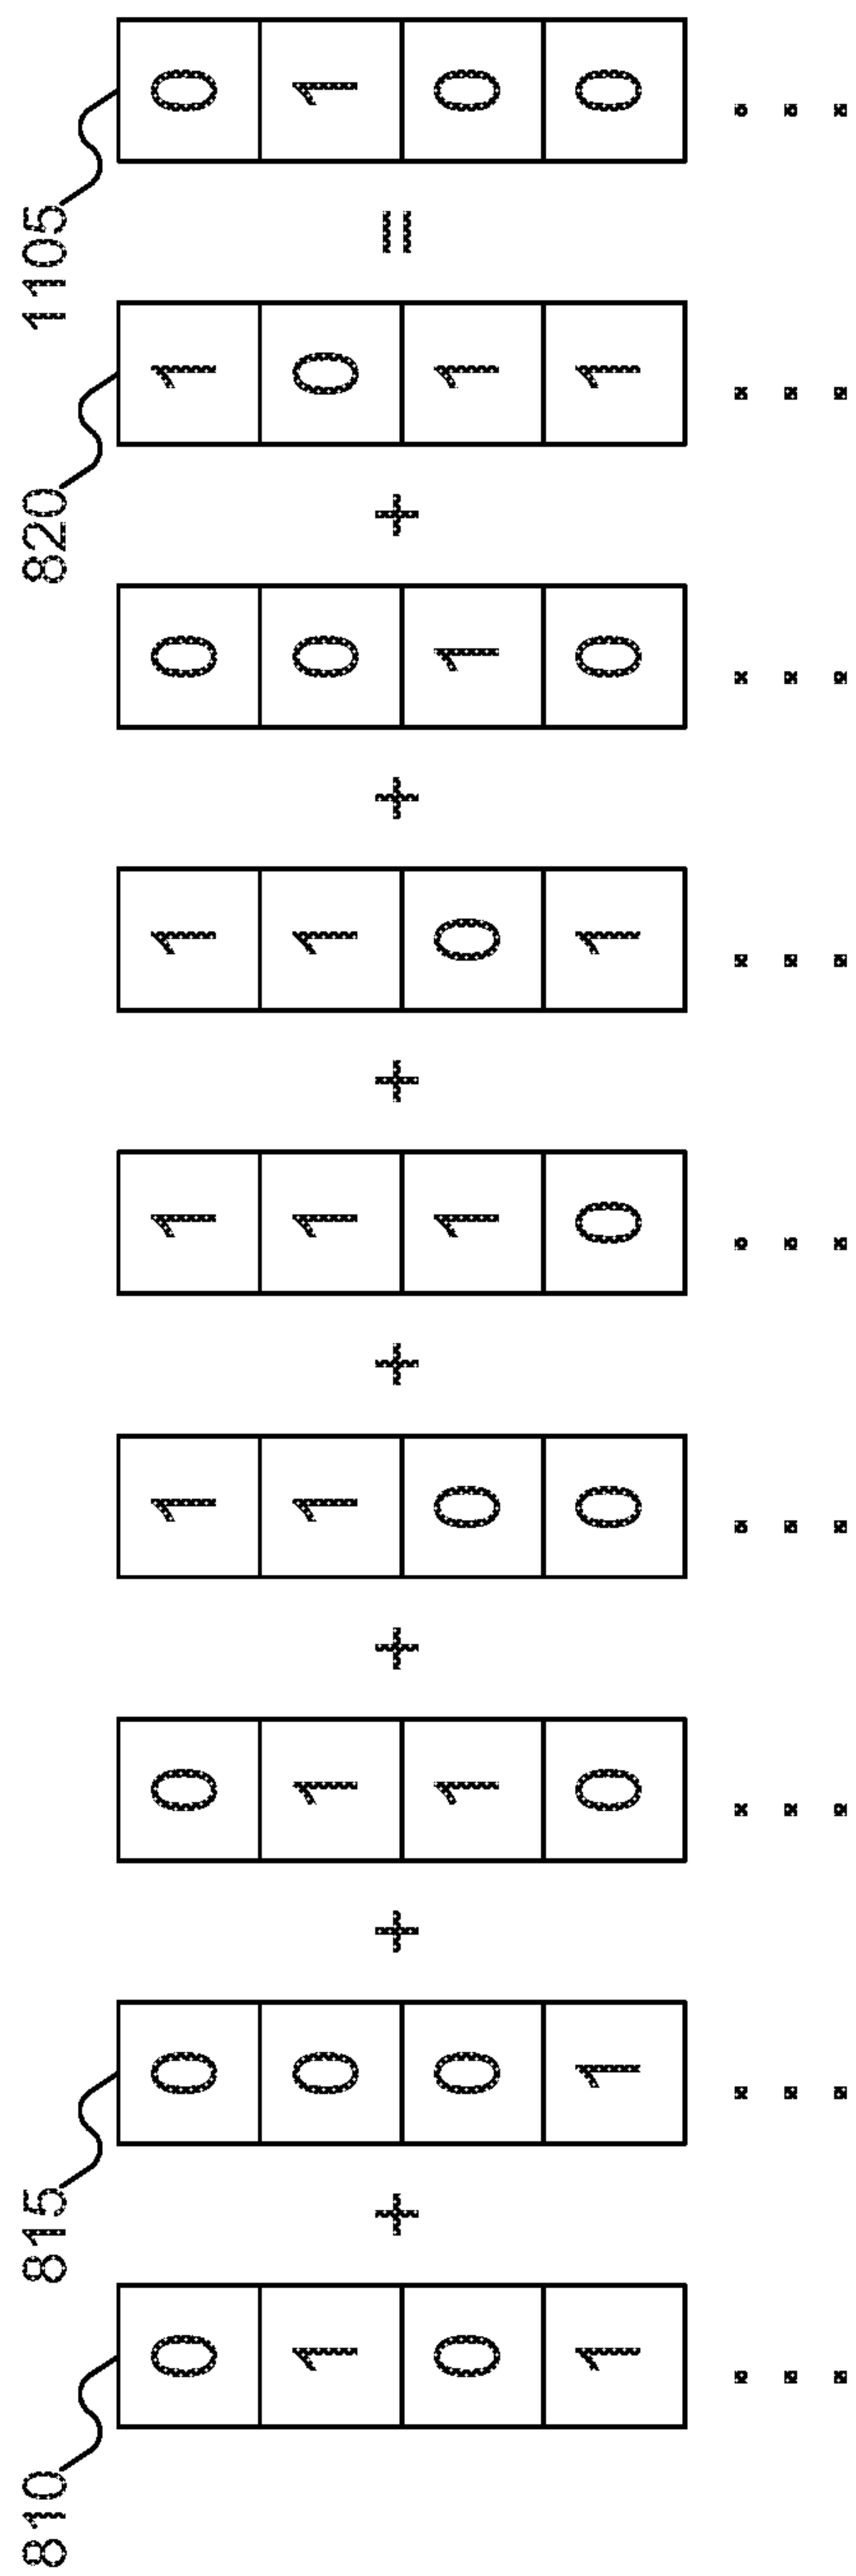 810 815 820 1105
0 0 0 1 1 1 0 1 0
1 0 1 1 1 1 0 0 1
+ + + + + + + =
0 0 1 0 1 0 1 1 0
1 1 0 0 0 1 0 1 0
. . . . . . . . .
. . . . . . . . .
. . . . . . . . .